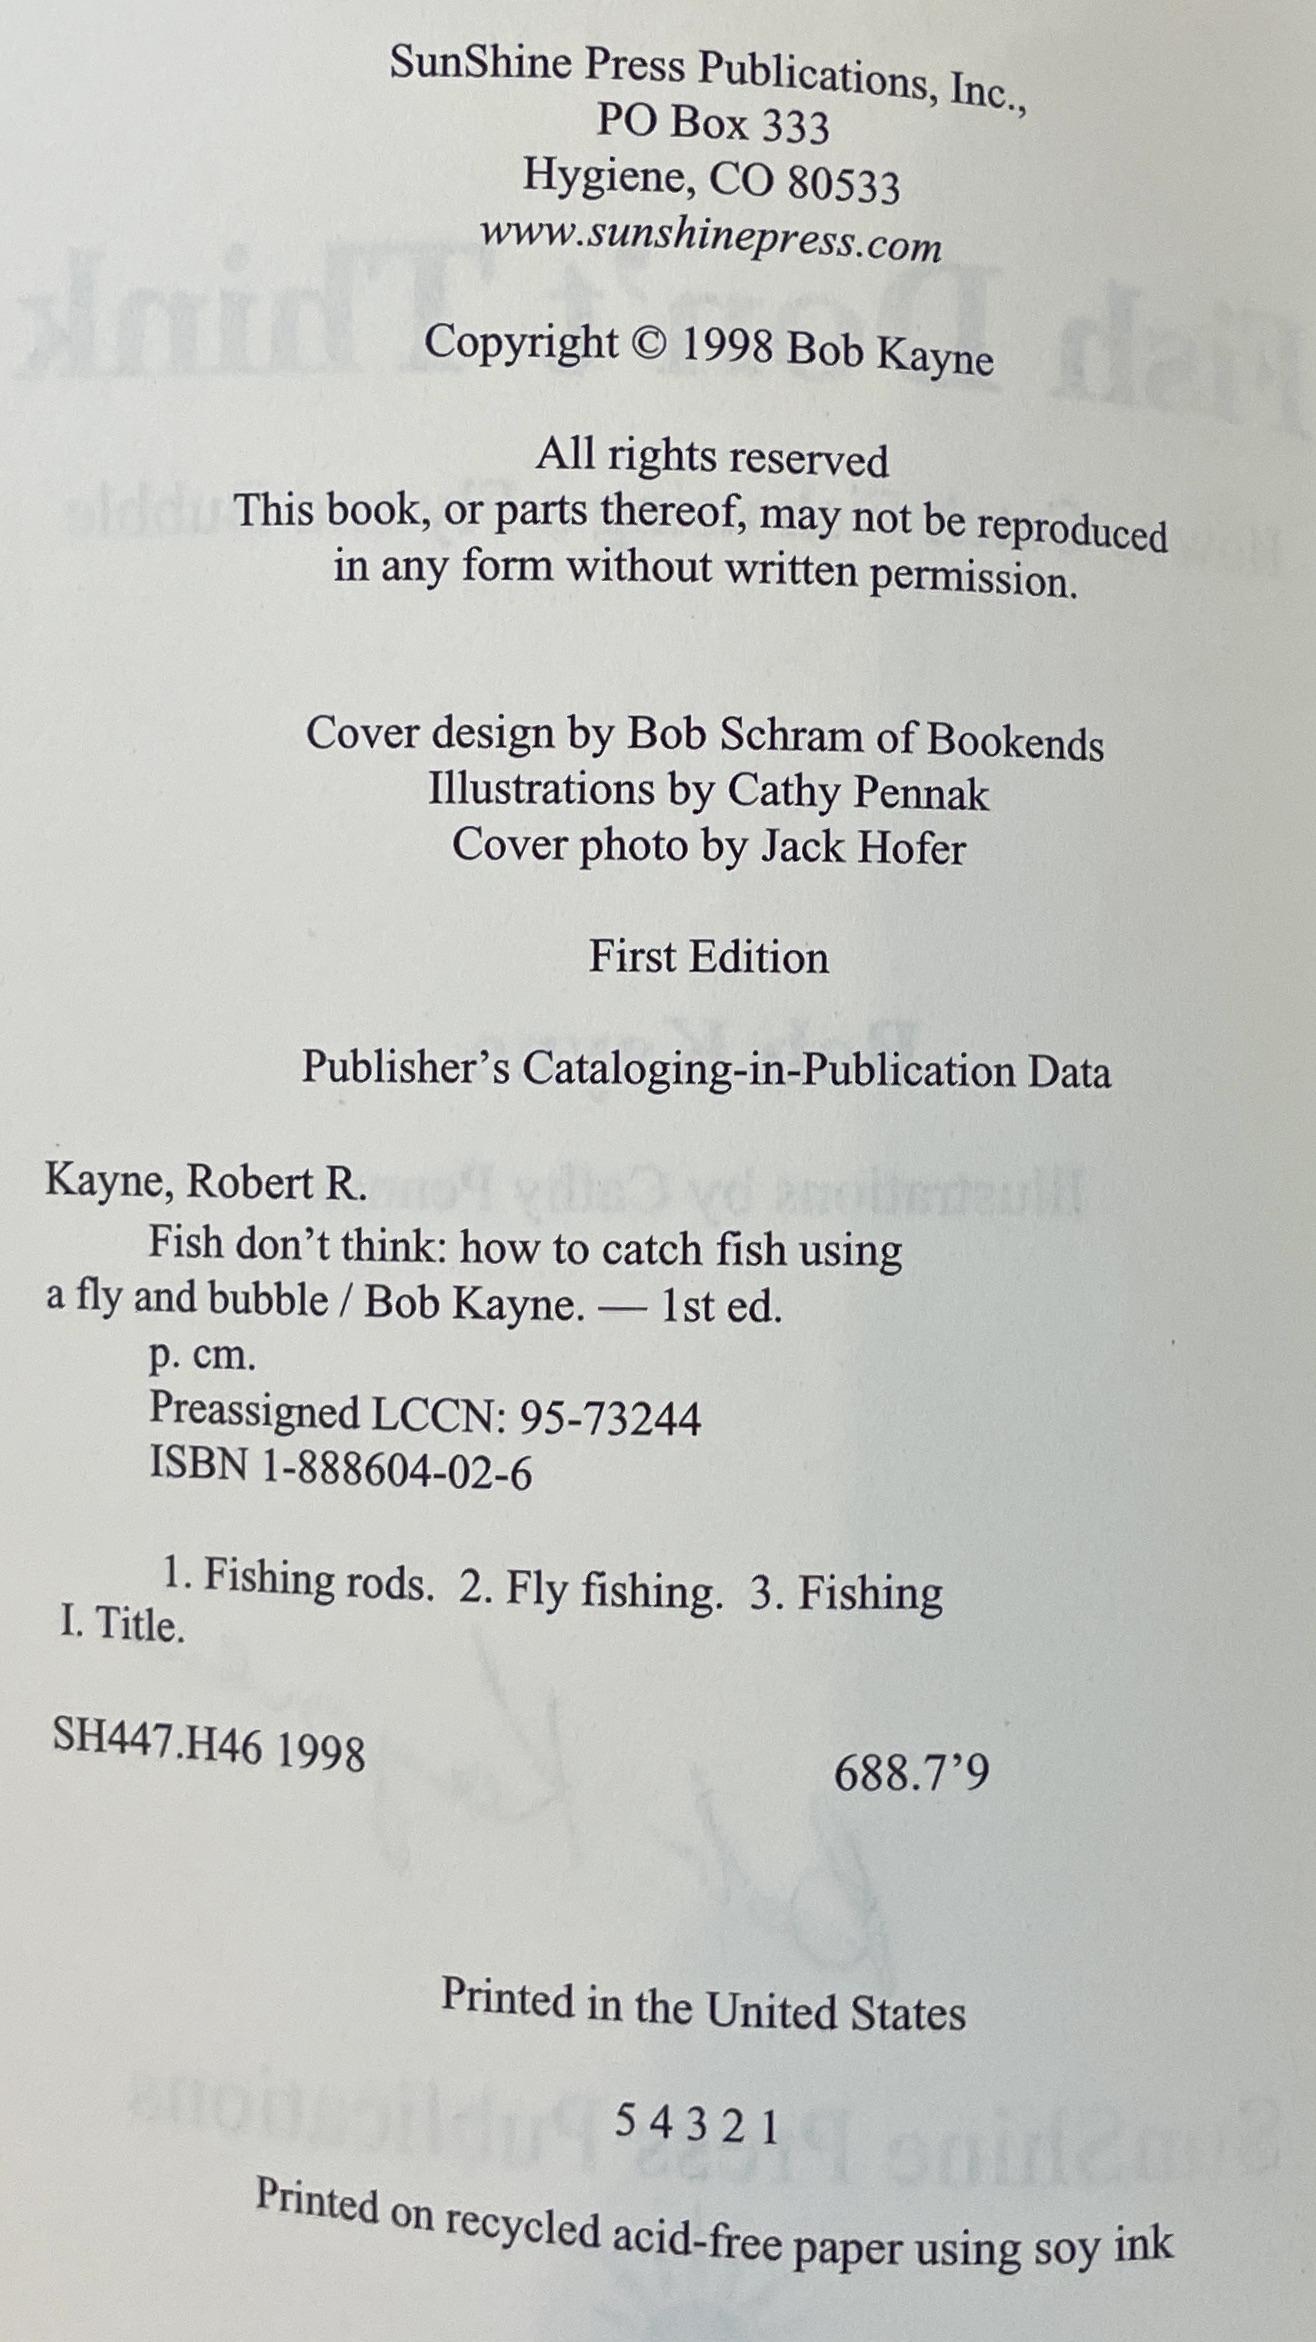 SunShine Press Publications, Inc.,
PO Box 333
Hygiene, CO 80533
www.sunshinepress.com
Copyright © 1998 Bob Kayne
All rights reserved
This book, or parts thereof, may not be reproduced
in any form without written permission.
Cover design by Bob Schram of Bookends
Illustrations by Cathy Pennak
Cover photo by Jack Hofer
First Edition
Publisher’s Cataloging-in-Publication Data
Kayne, Robert R.
Fish don’t think: how to catch fish using
a fly and bubble / Bob Kayne. — 1st ed.
p. cm.
Preassigned LCCN: 95-73244
ISBN 1-888604-02-6
1. Fishing rods. 2. Fly fishing. 3. Fishing
I. Title.
SH447.H46 1998 688.7’9
Printed in the United States
5 4 3 2 1
Printed on recycled acid-free paper using soy ink